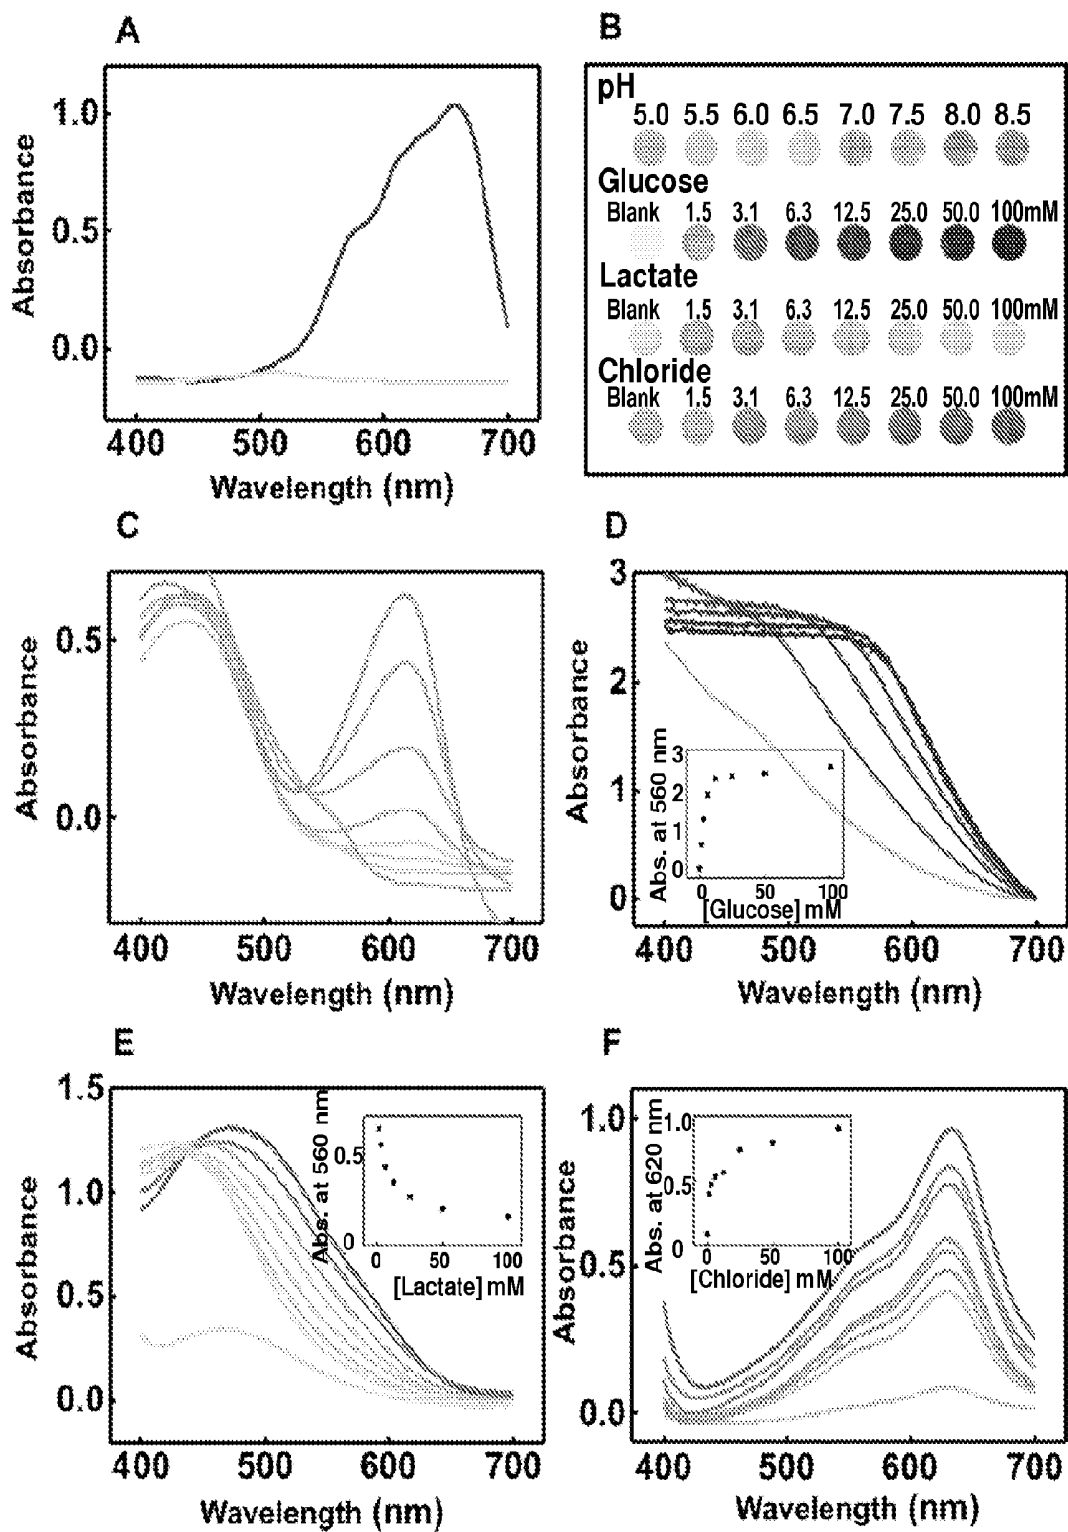 A
Absorbance
1.0
0.5
0.0
400 500 600 700
Wavelength (nm)
B
pH
5.0 5.5 6.0 6.5 7.0 7.5 8.0 8.5
Glucose
Blank 1.5 3.1 6.3 12.5 25.0 50.0 100mM
Lactate
Blank 1.5 3.1 6.3 12.5 25.0 50.0 100mM
Chloride
Blank 1.5 3.1 6.3 12.5 25.0 50.0 100mM
C
Absorbance
0.5
0.0
400 500 600 700
Wavelength (nm)
D
Absorbance
3
2
1
0
Abs. at 560 nm
3
2
1
0
0 50 100
[Glucose] mM
400 500 600 700
Wavelength (nm)
E
Absorbance
1.5
1.0
0.5
0.0
Abs. at 560 nm
0.5
0
0 50 100
[Lactate] mM
400 500 600 700
Wavelength (nm)
F
Absorbance
1.0
0.5
0.0
Abs. at 620 nm
1.0
0.5
0
0 50 100
[Chloride] mM
400 500 600 700
Wavelength (nm)